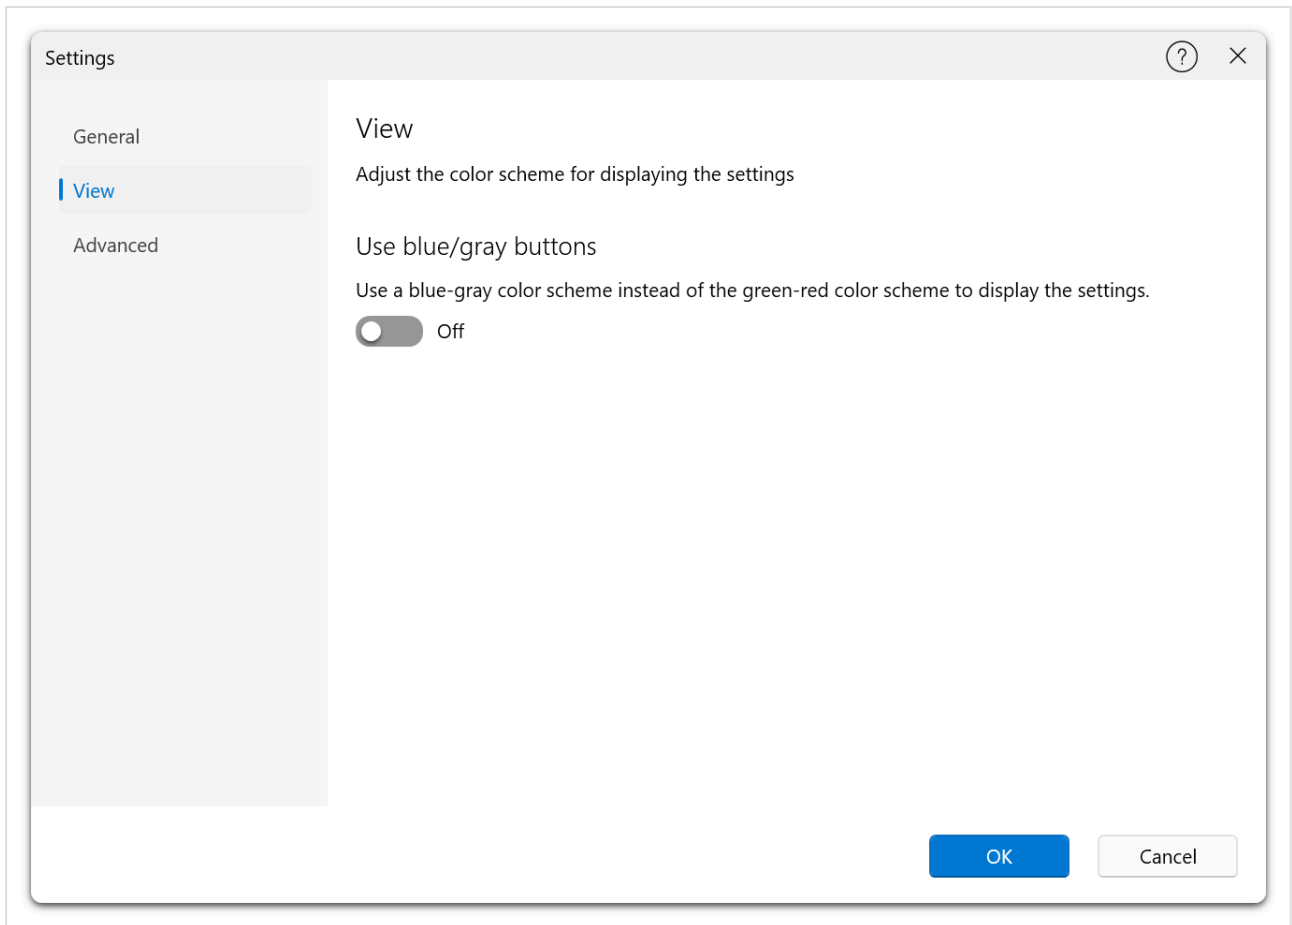 Settings
?
General
View
Advanced
View
Adjust the color scheme for displaying the settings
Use blue/gray buttons
Use a blue-gray color scheme instead of the green-red color scheme to display the settings.
Off
OK
Cancel